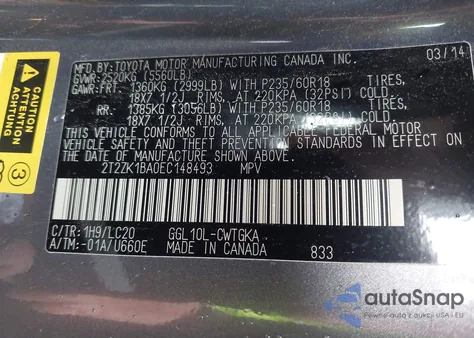 MFD. BY: TOYOTA MOTOR MANUFACTURING CANADA INC. 03/14
GVWR: 2520KG (5560LB)
GAWR: FRT. 1360KG (2999LB) WITH P235/60R18 TIRES,
18X7 1/2J RIMS, AT 220KPA (32PSI) COLD.
RR. 1385KG (3056LB) WITH P235/60R18 TIRES,
18X7 1/2J RIMS, AT 220KPA COLD.
THIS VEHICLE CONFORMS TO ALL APPLICABLE FEDERAL MOTOR
VEHICLE SAFETY STANDARDS IN EFFECT ON THE DATE OF
MANUFACTURE SHOWN ABOVE.
2T2ZK1BA0EC148493 MPV
C/TR: 1H9/LC20 GGL10L-CWTGKA
A/TM: -01A/U660E MADE IN CANADA 833
ATTENTION
ACHTUNG
3
autoSnap